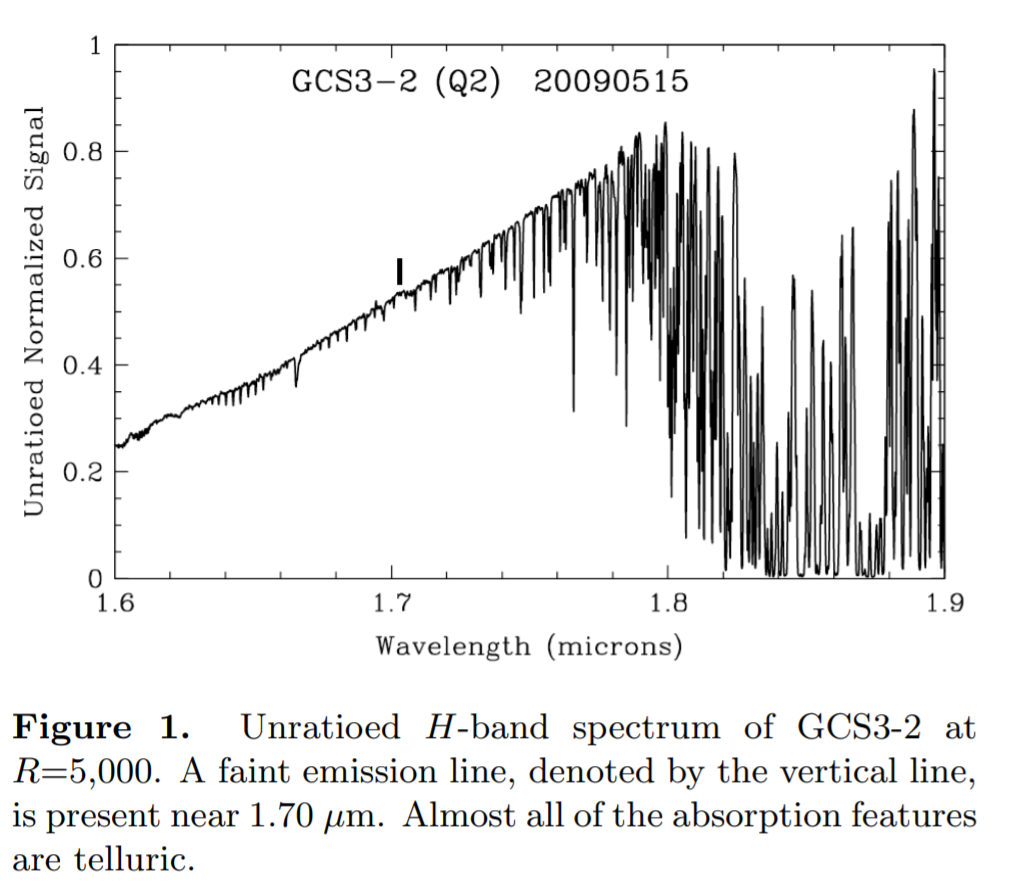 1
GCS3-2 (Q2) 20090515
0.8
0.6
0.4
0.2
0
Unratioed Normalized Signal
1.6 1.7 1.8 1.9
Wavelength (microns)
Figure 1. Unratioed H-band spectrum of GCS3-2 at
R=5,000. A faint emission line, denoted by the vertical line,
is present near 1.70 μm. Almost all of the absorption features
are telluric.